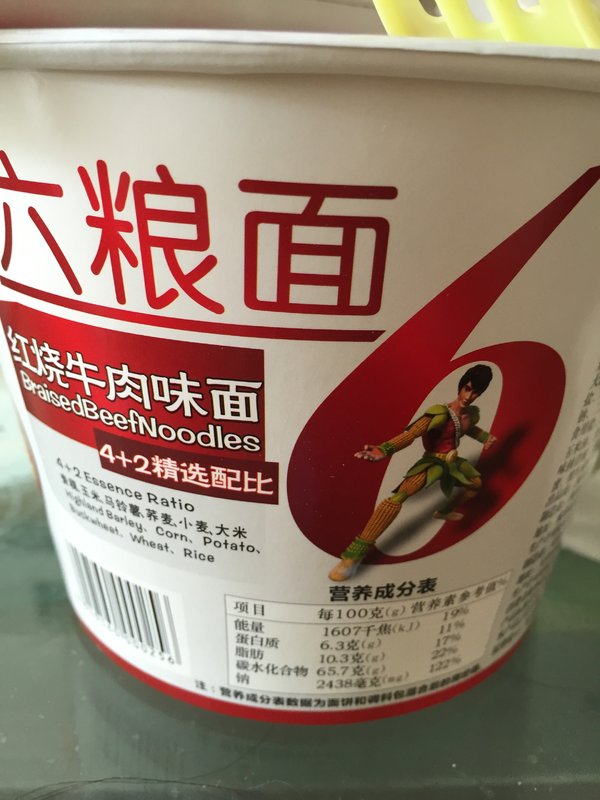 六粮面
6
红烧牛肉味面
BraisedBeefNoodles
4+2精选配比
4+2 Essence Ratio
青稞、玉米、马铃薯、荞麦、小麦、大米
Highland Barley、Corn、Potato、
Buckwheat、Wheat、Rice
营养成分表
项目 每100克(g) 营养素参考值%
能量 1607千焦(kJ) 19%
蛋白质 6.3克(g) 11%
脂肪 10.3克(g) 17%
碳水化合物 65.7克(g) 22%
钠 2438毫克(mg) 122%
注：营养成分表数据为面饼和调料包混合